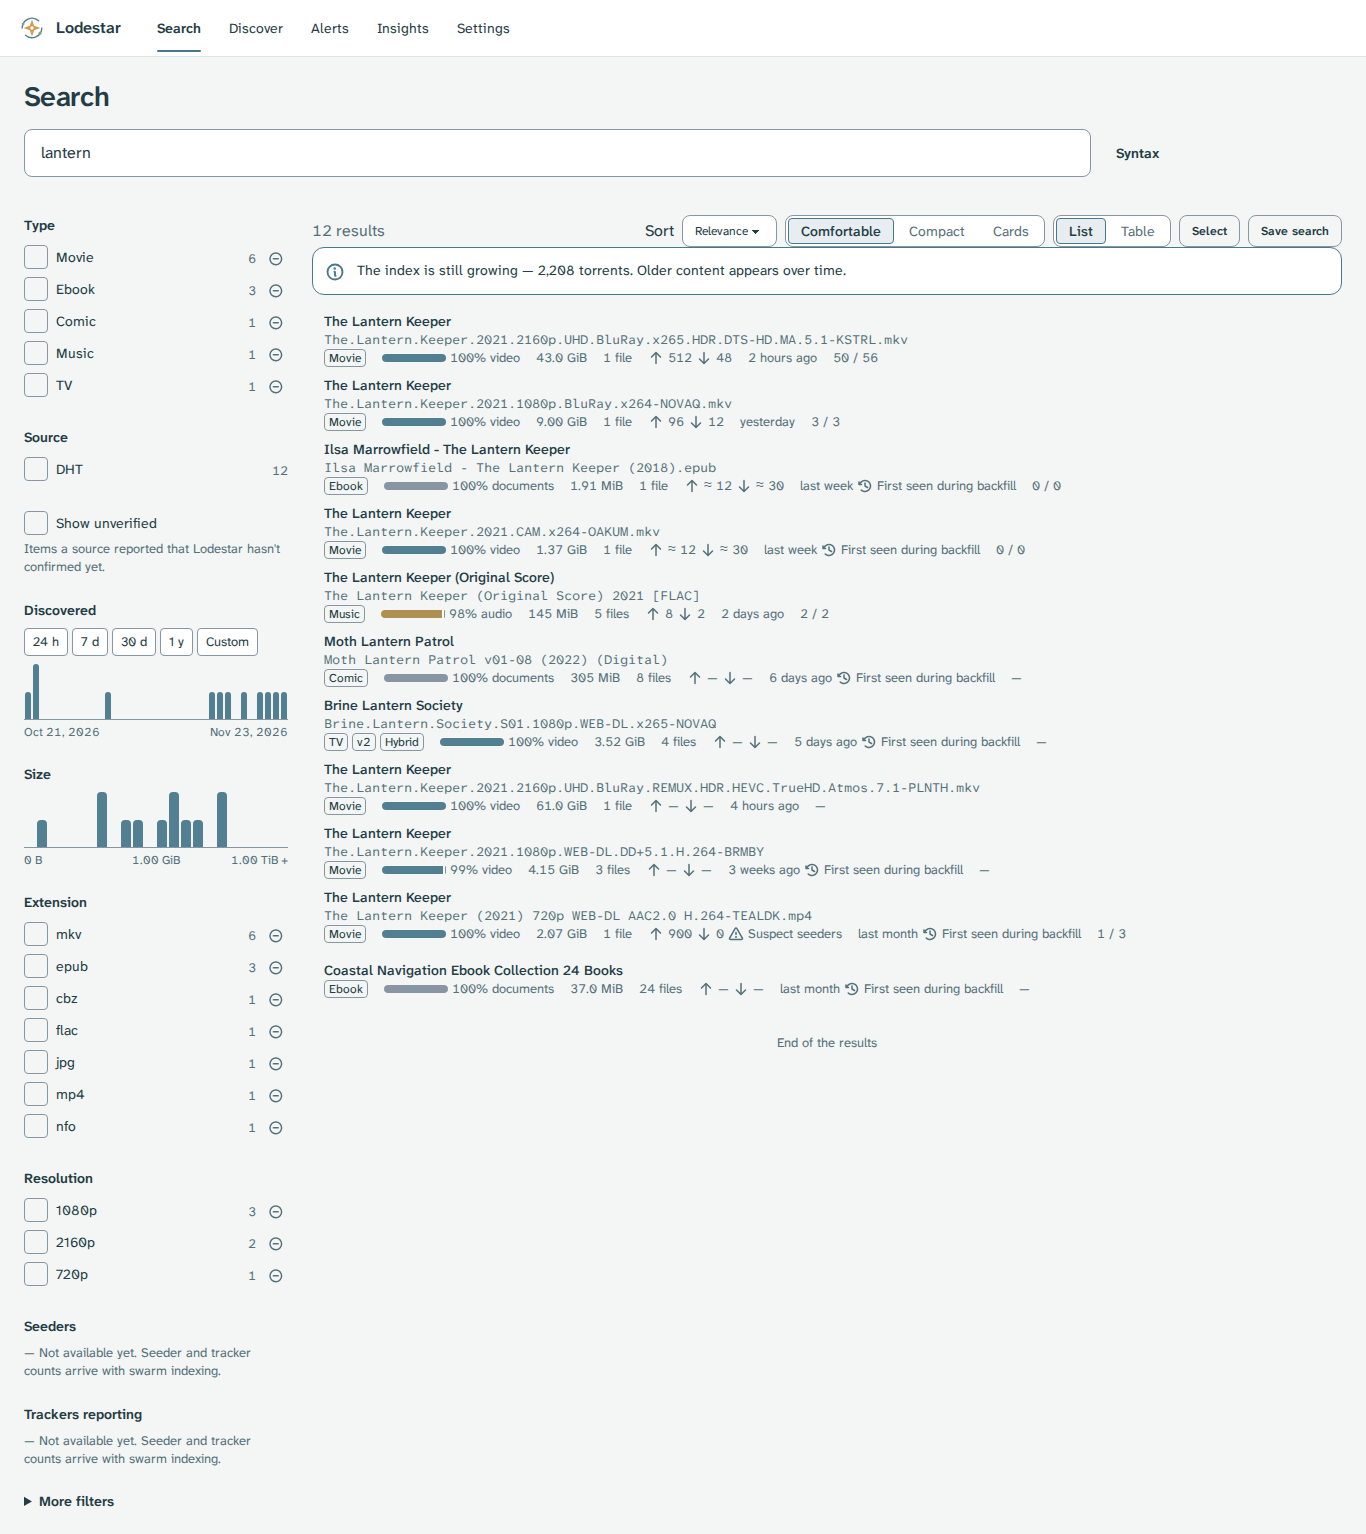 Lodestar
Search
Discover
Alerts
Insights
Settings
Search
lantern
Syntax
Type
Movie 6
Ebook 3
Comic 1
Music 1
TV 1
Source
DHT 12
Show unverified
Items a source reported that Lodestar hasn't
confirmed yet.
Discovered
24 h 7 d 30 d 1 y Custom
Oct 21, 2026 Nov 23, 2026
Size
0 B 1.00 GiB 1.00 TiB +
Extension
mkv 6
epub 3
cbz 1
flac 1
jpg 1
mp4 1
nfo 1
Resolution
1080p 3
2160p 2
720p 1
Seeders
— Not available yet. Seeder and tracker
counts arrive with swarm indexing.
Trackers reporting
— Not available yet. Seeder and tracker
counts arrive with swarm indexing.
More filters
12 results
Sort Relevance Comfortable Compact Cards List Table Select Save search
The index is still growing — 2,208 torrents. Older content appears over time.
The Lantern Keeper
The.Lantern.Keeper.2021.2160p.UHD.BluRay.x265.HDR.DTS-HD.MA.5.1-KSTRL.mkv
Movie 100% video 43.0 GiB 1 file ↑ 512 ↓ 48 2 hours ago 50 / 56
The Lantern Keeper
The.Lantern.Keeper.2021.1080p.BluRay.x264-NOVAQ.mkv
Movie 100% video 9.00 GiB 1 file ↑ 96 ↓ 12 yesterday 3 / 3
Ilsa Marrowfield - The Lantern Keeper
Ilsa Marrowfield - The Lantern Keeper (2018).epub
Ebook 100% documents 1.91 MiB 1 file ↑ ≈ 12 ↓ ≈ 30 last week First seen during backfill 0 / 0
The Lantern Keeper
The.Lantern.Keeper.2021.CAM.x264-OAKUM.mkv
Movie 100% video 1.37 GiB 1 file ↑ ≈ 12 ↓ ≈ 30 last week First seen during backfill 0 / 0
The Lantern Keeper (Original Score)
The Lantern Keeper (Original Score) 2021 [FLAC]
Music 98% audio 145 MiB 5 files ↑ 8 ↓ 2 2 days ago 2 / 2
Moth Lantern Patrol
Moth Lantern Patrol v01-08 (2022) (Digital)
Comic 100% documents 305 MiB 8 files ↑ — ↓ — 6 days ago First seen during backfill —
Brine Lantern Society
Brine.Lantern.Society.S01.1080p.WEB-DL.x265-NOVAQ
TV v2 Hybrid 100% video 3.52 GiB 4 files ↑ — ↓ — 5 days ago First seen during backfill —
The Lantern Keeper
The.Lantern.Keeper.2021.2160p.UHD.BluRay.REMUX.HDR.HEVC.TrueHD.Atmos.7.1-PLNTH.mkv
Movie 100% video 61.0 GiB 1 file ↑ — ↓ — 4 hours ago —
The Lantern Keeper
The.Lantern.Keeper.2021.1080p.WEB-DL.DD+5.1.H.264-BRMBY
Movie 99% video 4.15 GiB 3 files ↑ — ↓ — 3 weeks ago First seen during backfill —
The Lantern Keeper
The Lantern Keeper (2021) 720p WEB-DL AAC2.0 H.264-TEALDK.mp4
Movie 100% video 2.07 GiB 1 file ↑ 900 ↓ 0 Suspect seeders last month First seen during backfill 1 / 3
Coastal Navigation Ebook Collection 24 Books
Ebook 100% documents 37.0 MiB 24 files ↑ — ↓ — last month First seen during backfill —
End of the results